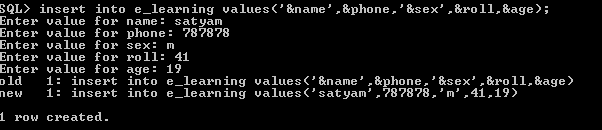 SQL> insert into e_learning values('&name',&phone,'&sex',&roll,&age);
Enter value for name: satyam
Enter value for phone: 787878
Enter value for sex: m
Enter value for roll: 41
Enter value for age: 19
old   1: insert into e_learning values('&name',&phone,'&sex',&roll,&age)
new   1: insert into e_learning values('satyam',787878,'m',41,19)
1 row created.